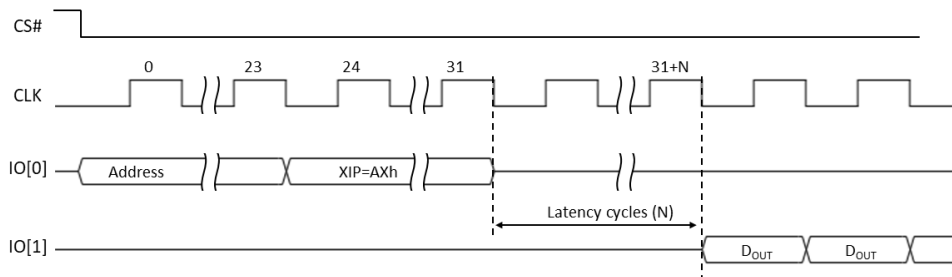 CS#
0 23 24 31 31+N
CLK
IO[0] Address XIP=AXh
Latency cycles (N)
IO[1] DOUT DOUT